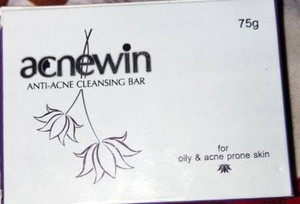 75g
acnewin
ANTI-ACNE CLEANSING BAR
for
oily & acne prone skin